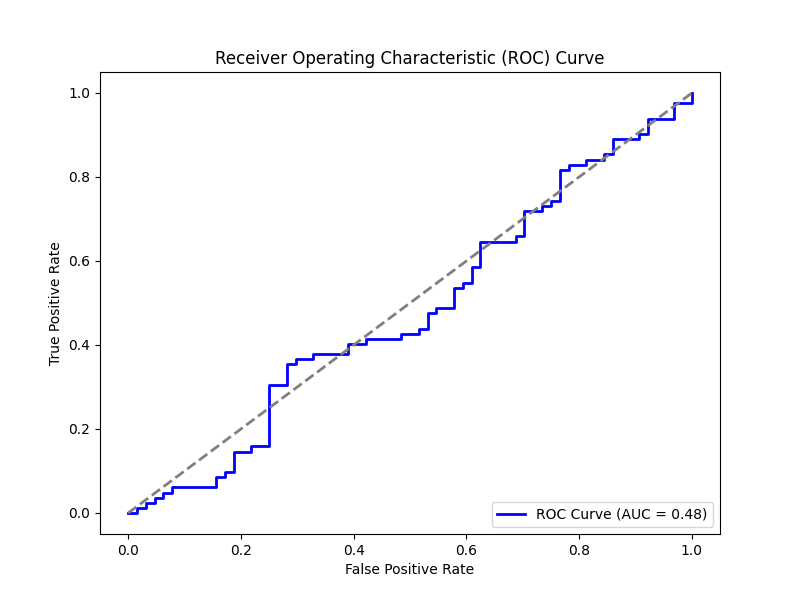 Receiver Operating Characteristic (ROC) Curve
1.0
0.8
0.6
0.4
0.2
0.0
True Positive Rate
ROC Curve (AUC = 0.48)
0.0 0.2 0.4 0.6 0.8 1.0
False Positive Rate